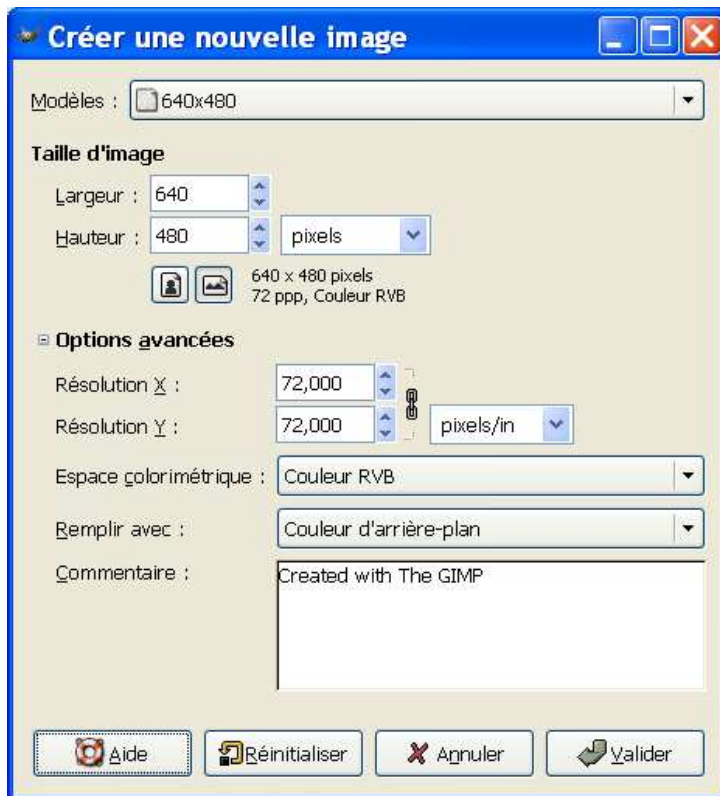 Créer une nouvelle image
Modèles : 640x480
Taille d'image
Largeur : 640
Hauteur : 480 pixels
640 x 480 pixels
72 ppp, Couleur RVB
Options avancées
Résolution X : 72,000
Résolution Y : 72,000 pixels/in
Espace colorimétrique : Couleur RVB
Remplir avec : Couleur d'arrière-plan
Commentaire : Created with The GIMP
Aide Réinitialiser Annuler Valider